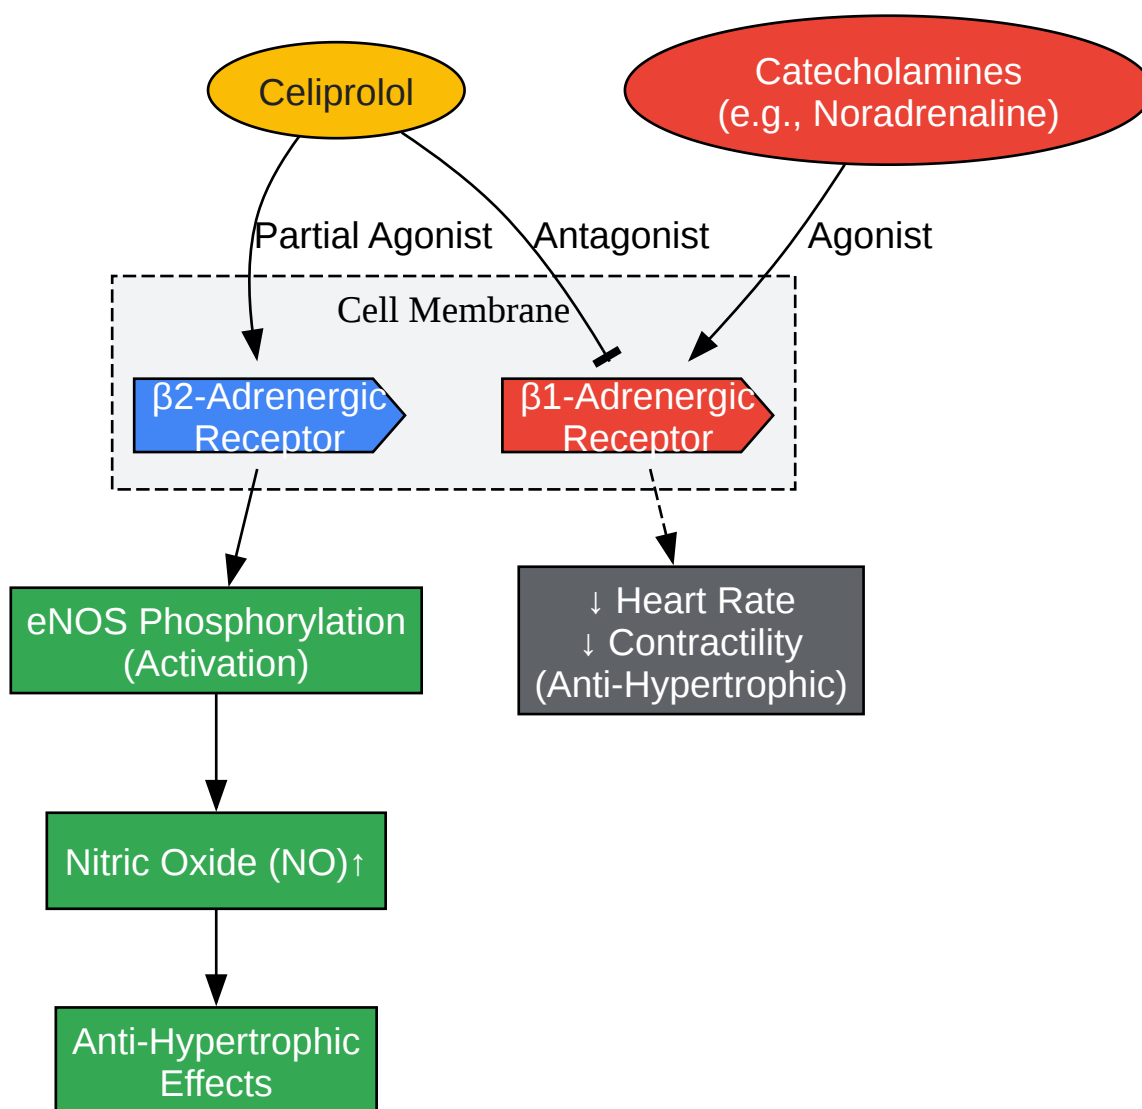 Celiprolol
Catecholamines
(e.g., Noradrenaline)
Partial Agonist
Antagonist
Agonist
Cell Membrane
β2-Adrenergic
Receptor
β1-Adrenergic
Receptor
eNOS Phosphorylation
(Activation)
↓ Heart Rate
↓ Contractility
(Anti-Hypertrophic)
Nitric Oxide (NO)↑
Anti-Hypertrophic
Effects